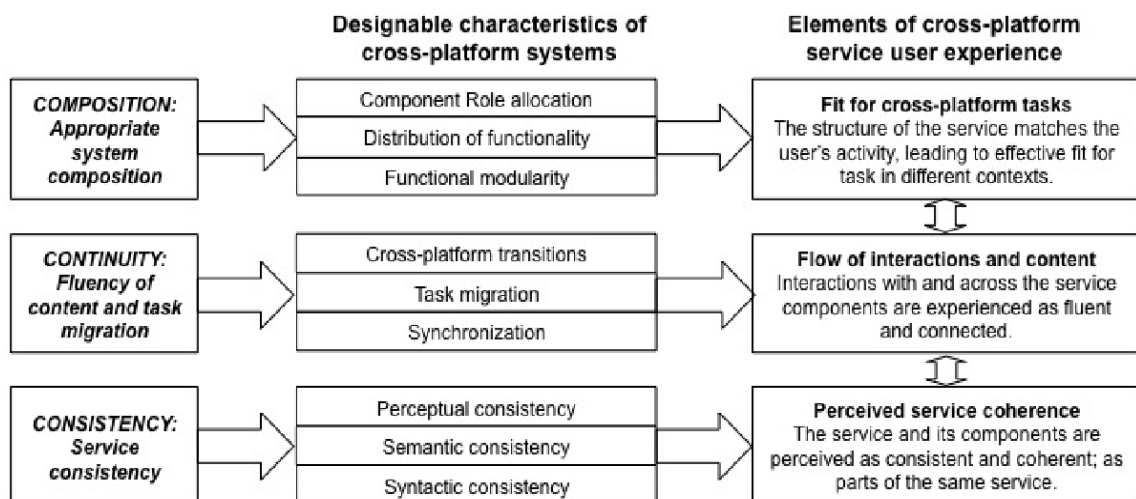 Designable characteristics of
cross-platform systems
Elements of cross-platform
service user experience
COMPOSITION:
Appropriate
system
composition
Component Role allocation
Distribution of functionality
Functional modularity
Fit for cross-platform tasks
The structure of the service matches the
user's activity, leading to effective fit for
task in different contexts.
CONTINUITY:
Fluency of
content and task
migration
Cross-platform transitions
Task migration
Synchronization
Flow of interactions and content
Interactions with and across the service
components are experienced as fluent
and connected.
CONSISTENCY:
Service
consistency
Perceptual consistency
Semantic consistency
Syntactic consistency
Perceived service coherence
The service and its components are
perceived as consistent and coherent; as
parts of the same service.